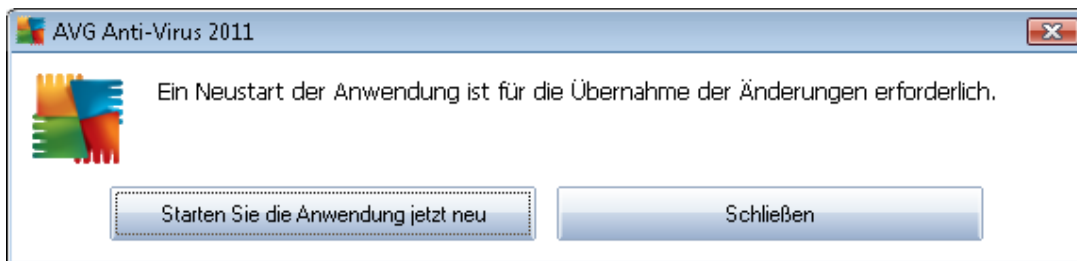 AVG Anti-Virus 2011
Ein Neustart der Anwendung ist für die Übernahme der Änderungen erforderlich.
Starten Sie die Anwendung jetzt neu
Schließen